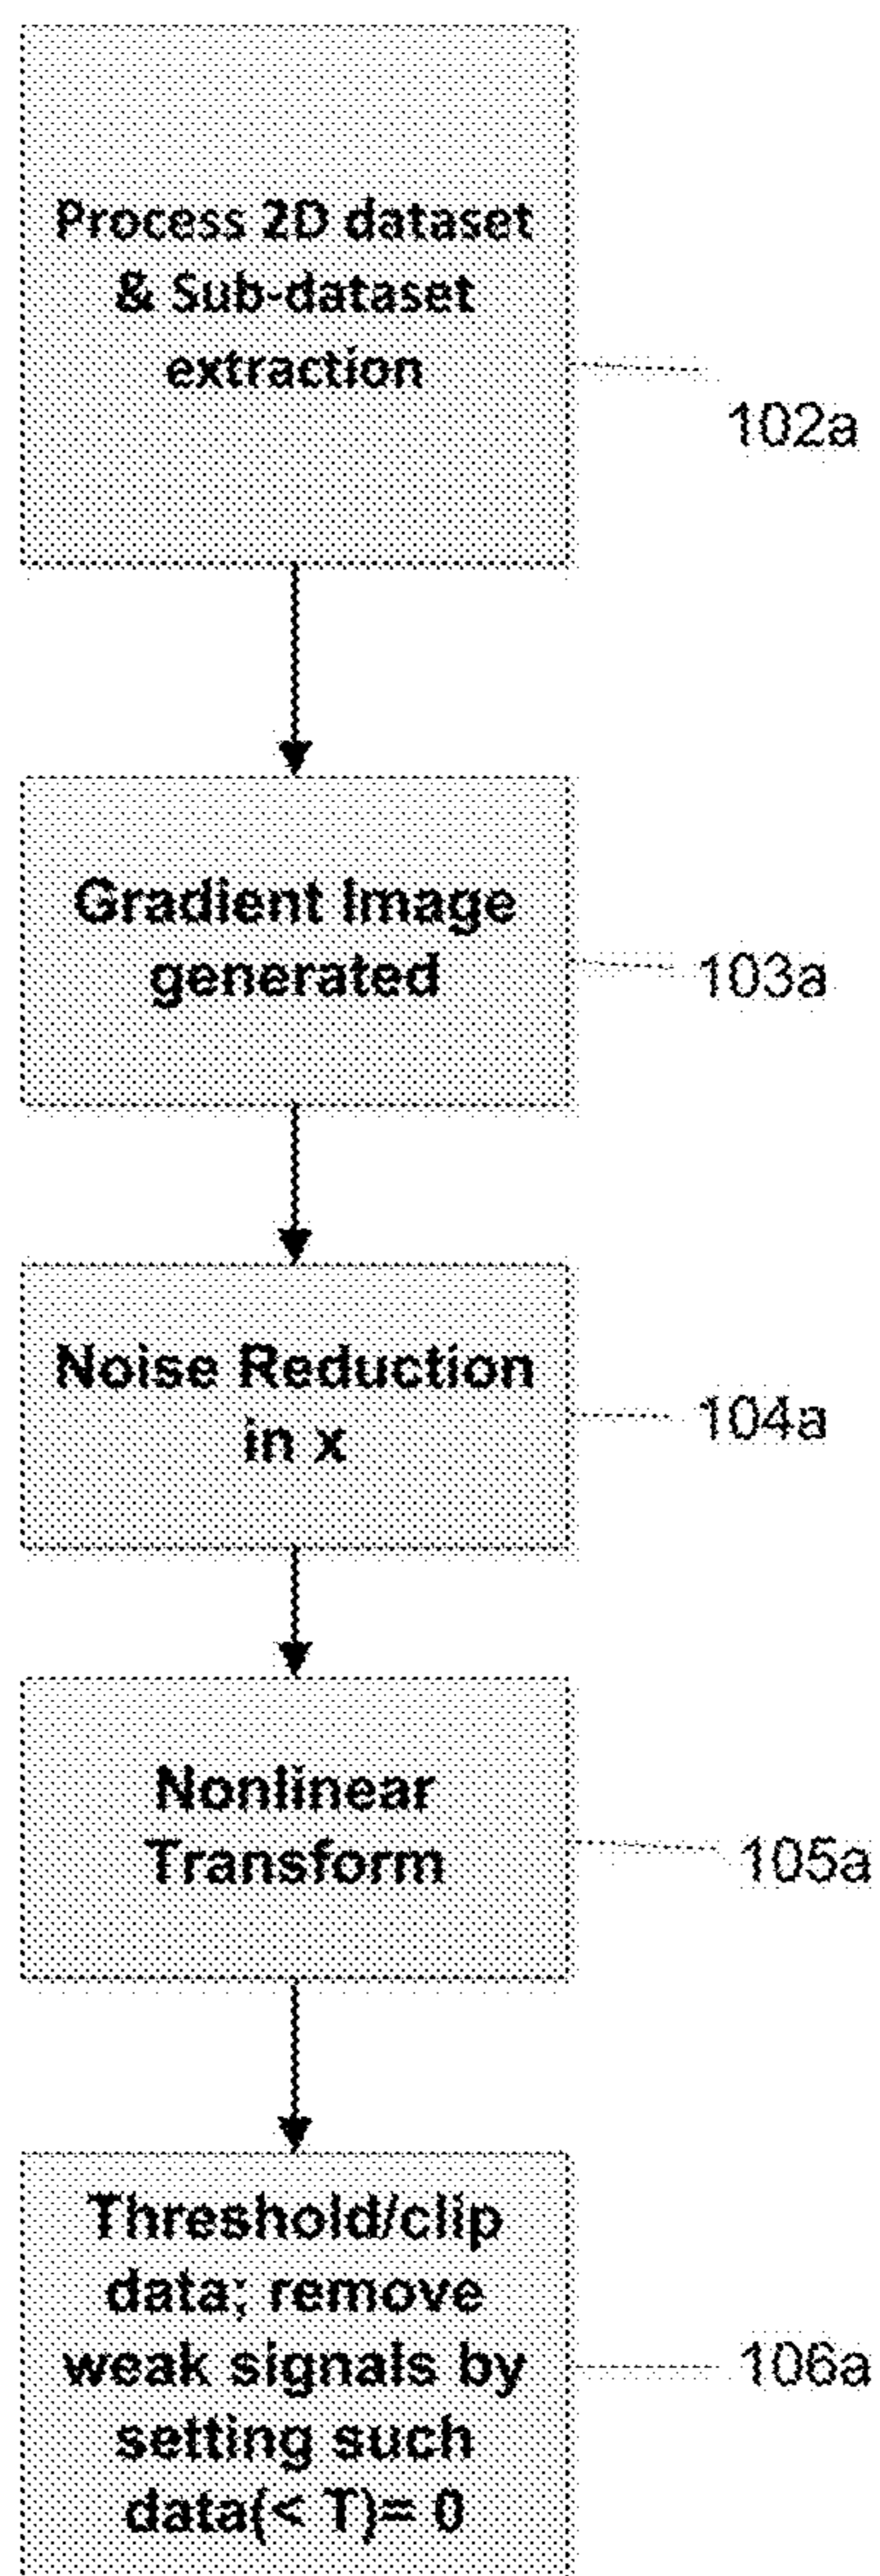 Process 2D dataset
& Sub-dataset
extraction
102a
Gradient Image
generated
103a
Noise Reduction
in x
104a
Nonlinear
Transform
105a
Threshold/clip
data; remove
weak signals by
setting such
data(< T)= 0
106a